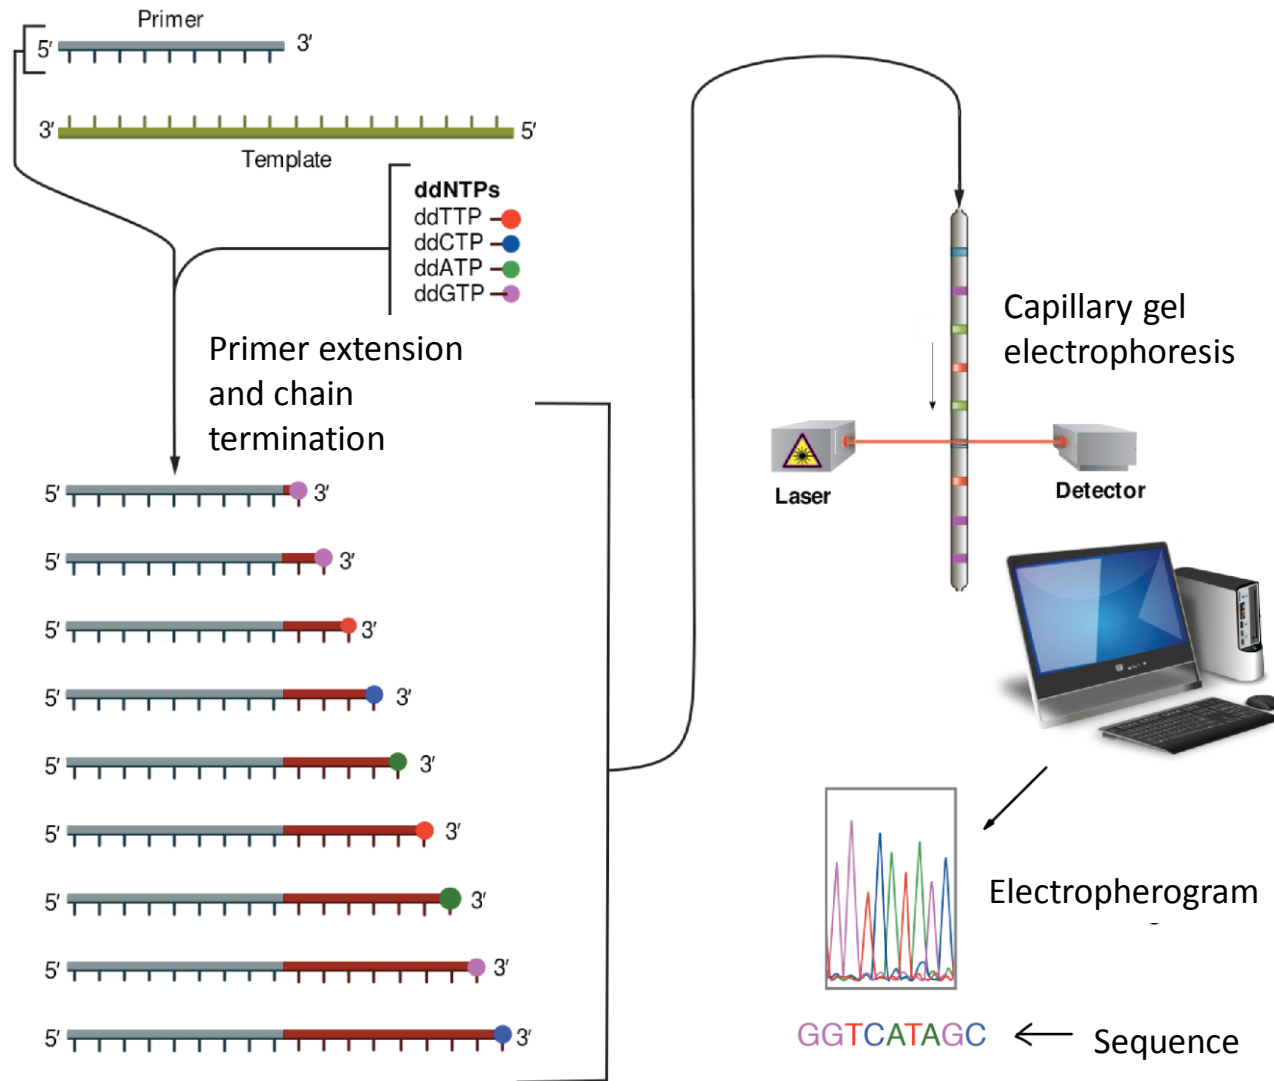 Primer
5′ 3′
3′ 5′
Template
ddNTPs
ddTTP
ddCTP
ddATP
ddGTP
Primer extension
and chain
termination
5′ 3′
5′ 3′
5′ 3′
5′ 3′
5′ 3′
5′ 3′
5′ 3′
5′ 3′
5′ 3′
Capillary gel
electrophoresis
Laser
Detector
Electropherogram
GGTCATAGC
Sequence